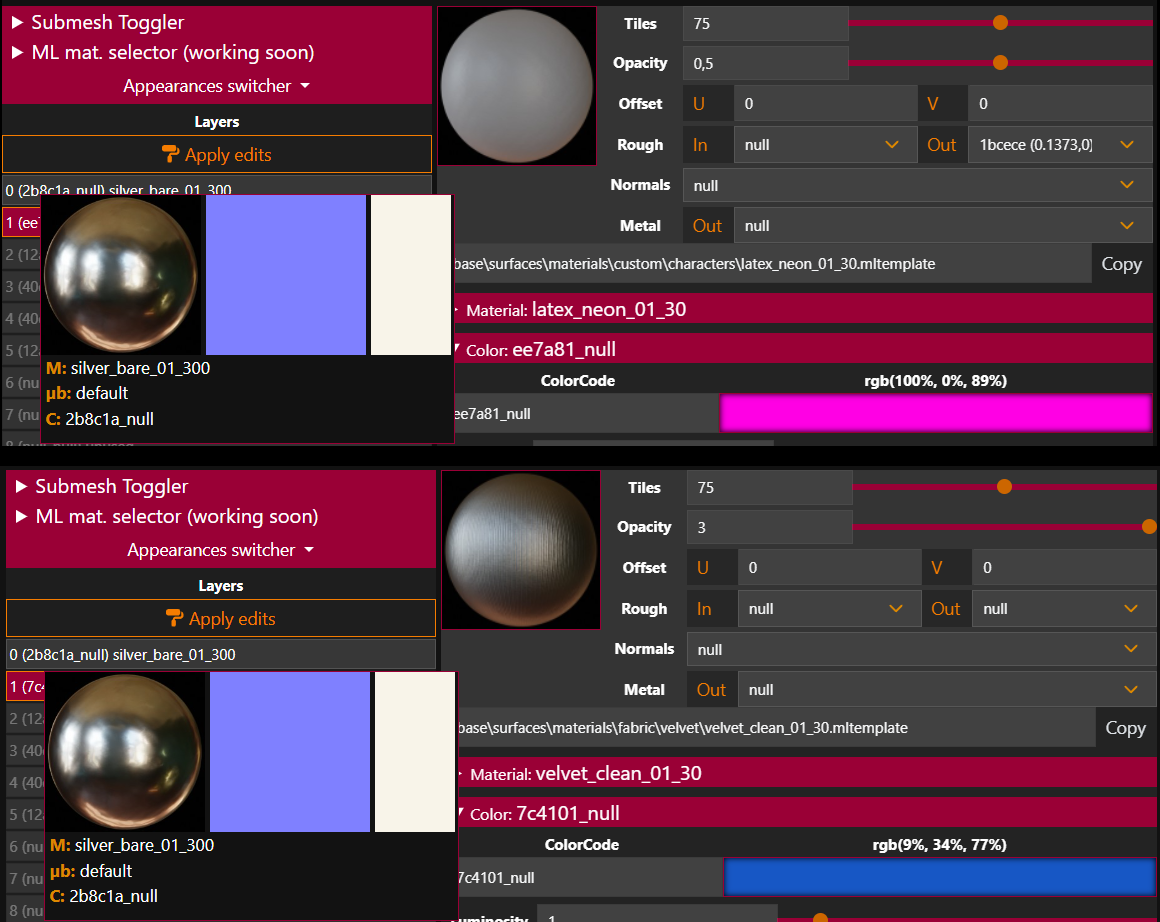 Submesh Toggler
ML mat. selector (working soon)
Appearances switcher
Layers
Apply edits
0 (2b8c1a_null) silver_bare_01_300
1 (ee7
2 (12
3 (40
4 (40
5 (12
6 (nu
7 (nu
M: silver_bare_01_300
μb: default
C: 2b8c1a_null
Tiles 75
Opacity 0,5
Offset U 0 V 0
Rough In null Out 1bcece (0.1373,0)
Normals null
Metal Out null
base\surfaces\materials\custom\characters\latex_neon_01_30.mltemplate Copy
Material: latex_neon_01_30
Color: ee7a81_null
ColorCode rgb(100%, 0%, 89%)
ee7a81_null
Submesh Toggler
ML mat. selector (working soon)
Appearances switcher
Layers
Apply edits
0 (2b8c1a_null) silver_bare_01_300
1 (7c4
2 (12
3 (40
4 (40
5 (12
6 (nu
7 (nu
8 (nu
M: silver_bare_01_300
μb: default
C: 2b8c1a_null
Tiles 75
Opacity 3
Offset U 0 V 0
Rough In null Out null
Normals null
Metal Out null
base\surfaces\materials\fabric\velvet\velvet_clean_01_30.mltemplate Copy
Material: velvet_clean_01_30
Color: 7c4101_null
ColorCode rgb(9%, 34%, 77%)
7c4101_null
Luminosity 1